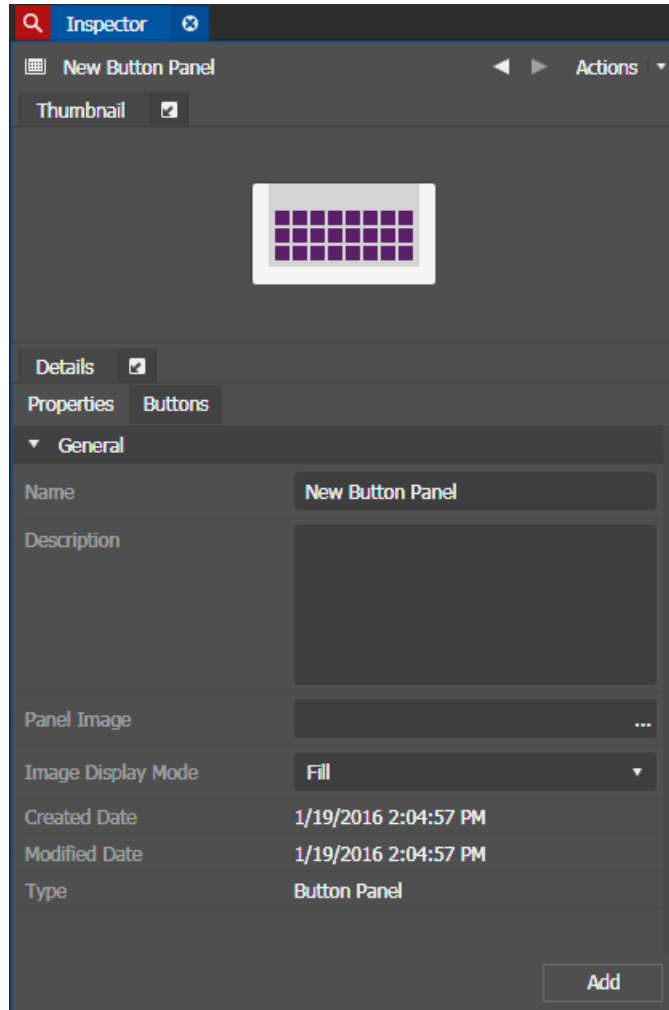 Inspector
New Button Panel Actions
Thumbnail
Details
Properties Buttons
General
Name New Button Panel
Description
Panel Image ...
Image Display Mode Fill
Created Date 1/19/2016 2:04:57 PM
Modified Date 1/19/2016 2:04:57 PM
Type Button Panel
Add